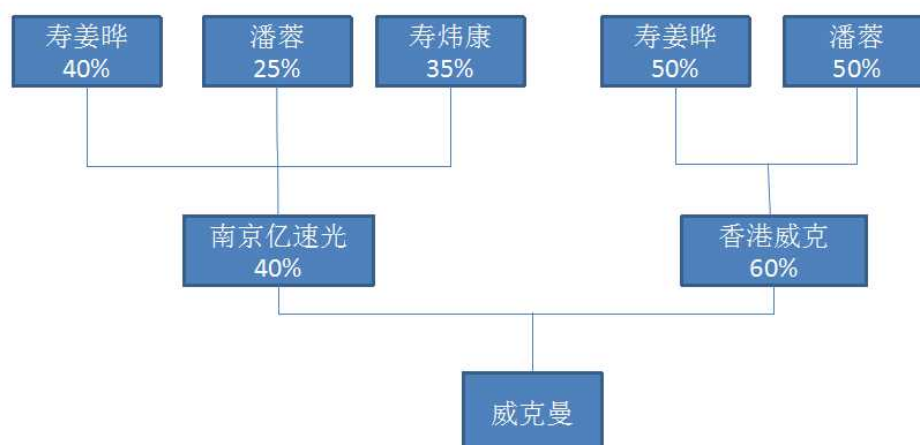 寿姜晔
40%
潘蓉
25%
寿炜康
35%
寿姜晔
50%
潘蓉
50%
南京亿速光
40%
香港威克
60%
威克曼